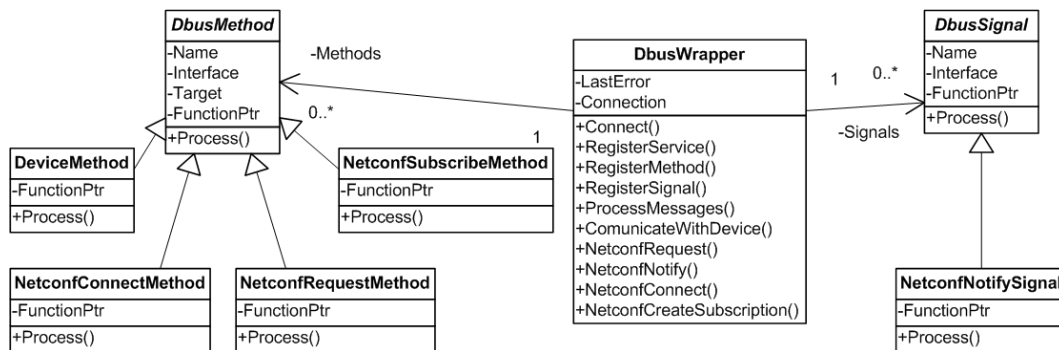 DbusMethod
-Name
-Interface
-Target
-FunctionPtr
+Process()
-Methods
0..*
1
DbusWrapper
-LastError
-Connection
+Connect()
+RegisterService()
+RegisterMethod()
+RegisterSignal()
+ProcessMessages()
+ComunicateWithDevice()
+NetconfRequest()
+NetconfNotify()
+NetconfConnect()
+NetconfCreateSubscription()
1
0..*
-Signals
DbusSignal
-Name
-Interface
-FunctionPtr
+Process()
DeviceMethod
-FunctionPtr
+Process()
NetconfSubscribeMethod
-FunctionPtr
+Process()
NetconfConnectMethod
-FunctionPtr
+Process()
NetconfRequestMethod
-FunctionPtr
+Process()
NetconfNotifySignal
-FunctionPtr
+Process()